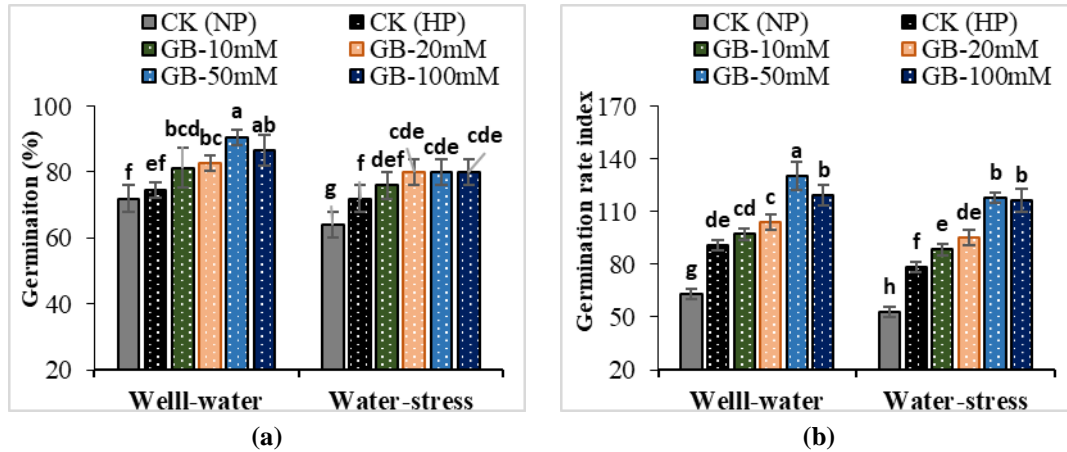 CK (NP) CK (HP)
GB-10mM GB-20mM
GB-50mM GB-100mM
Germinaiton (%)
100
80
60
40
20
f ef bcd bc a ab
g f def cde cde cde
Welll-water Water-stress
(a)
CK (NP) CK (HP)
GB-10mM GB-20mM
GB-50mM GB-100mM
Germination rate index
170
140
110
80
50
20
g de cd c a b
h f e de b b
Welll-water Water-stress
(b)